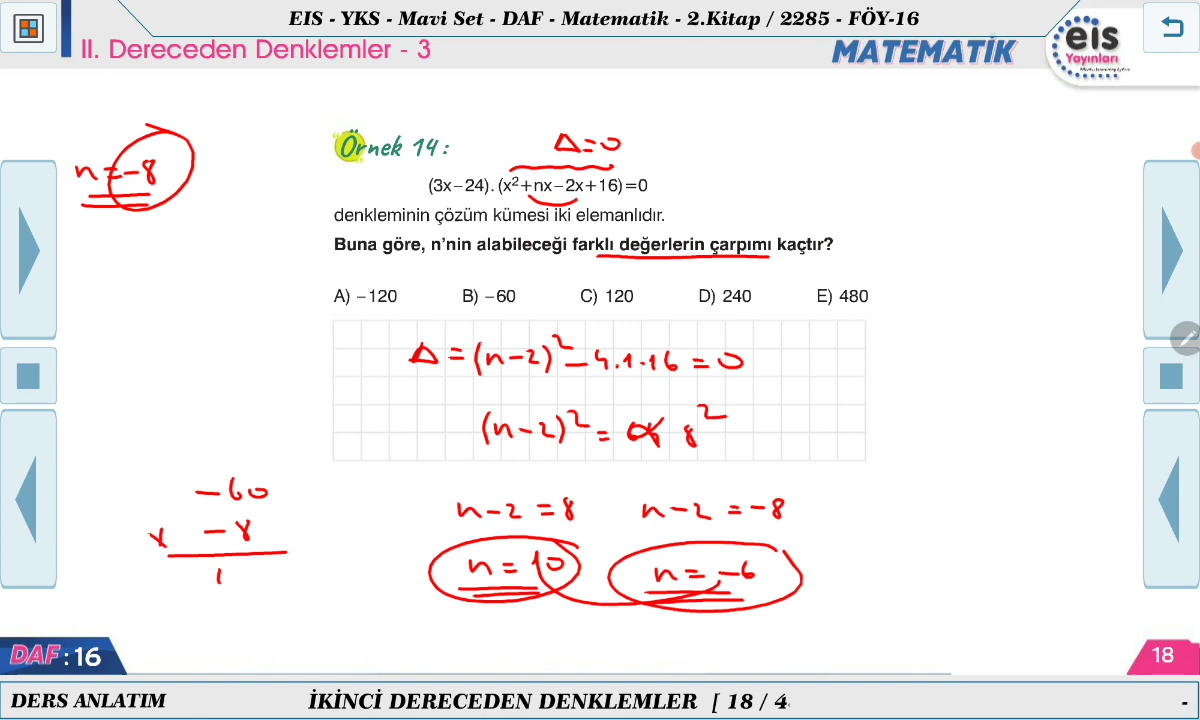 EIS - YKS - Mavi Set - DAF - Matematik - 2.Kitap / 2285 - FÖY-16
II. Dereceden Denklemler - 3
MATEMATİK
eis
Yayınları
n = -8
Örnek 14 :
Δ = 0
(3x – 24) . (x² + nx – 2x + 16) = 0
denkleminin çözüm kümesi iki elemanlıdır.
Buna göre, n’nin alabileceği farklı değerlerin çarpımı kaçtır?
A) –120 B) –60 C) 120 D) 240 E) 480
Δ = (n-2)² - 4.1.16 = 0
(n-2)² = 8²
-60
x -8
n-2 = 8 n-2 = -8
n = 10 n = -6
DAF : 16
18
DERS ANLATIM
İKİNCİ DERECEDEN DENKLEMLER [ 18 / 4
-